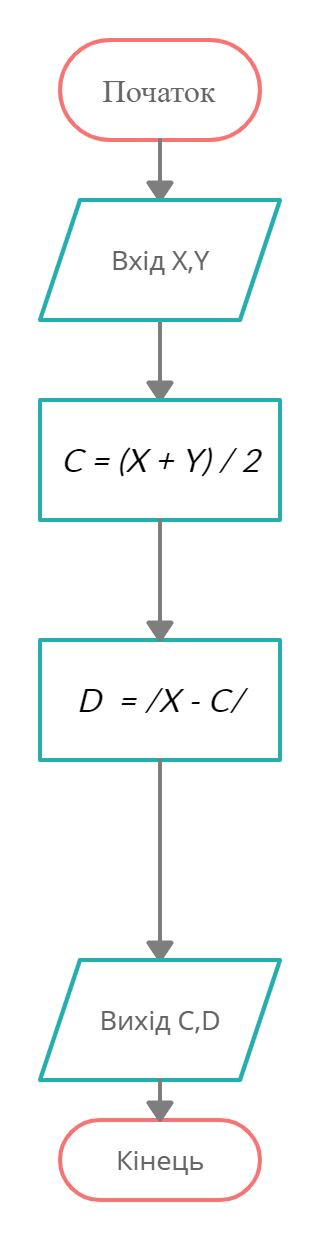 Початок
Вхід X,Y
C = (X + Y) / 2
D = /X - C/
Вихід C,D
Кінець